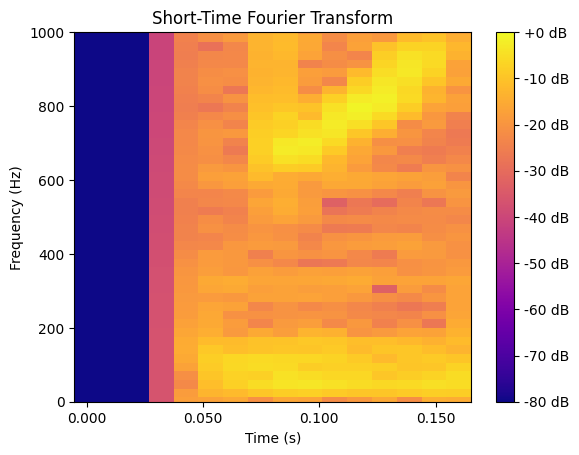 Short-Time Fourier Transform
1000
800
600
400
200
0
Frequency (Hz)
0.000
0.050
0.100
0.150
Time (s)
+0 dB
-10 dB
-20 dB
-30 dB
-40 dB
-50 dB
-60 dB
-70 dB
-80 dB